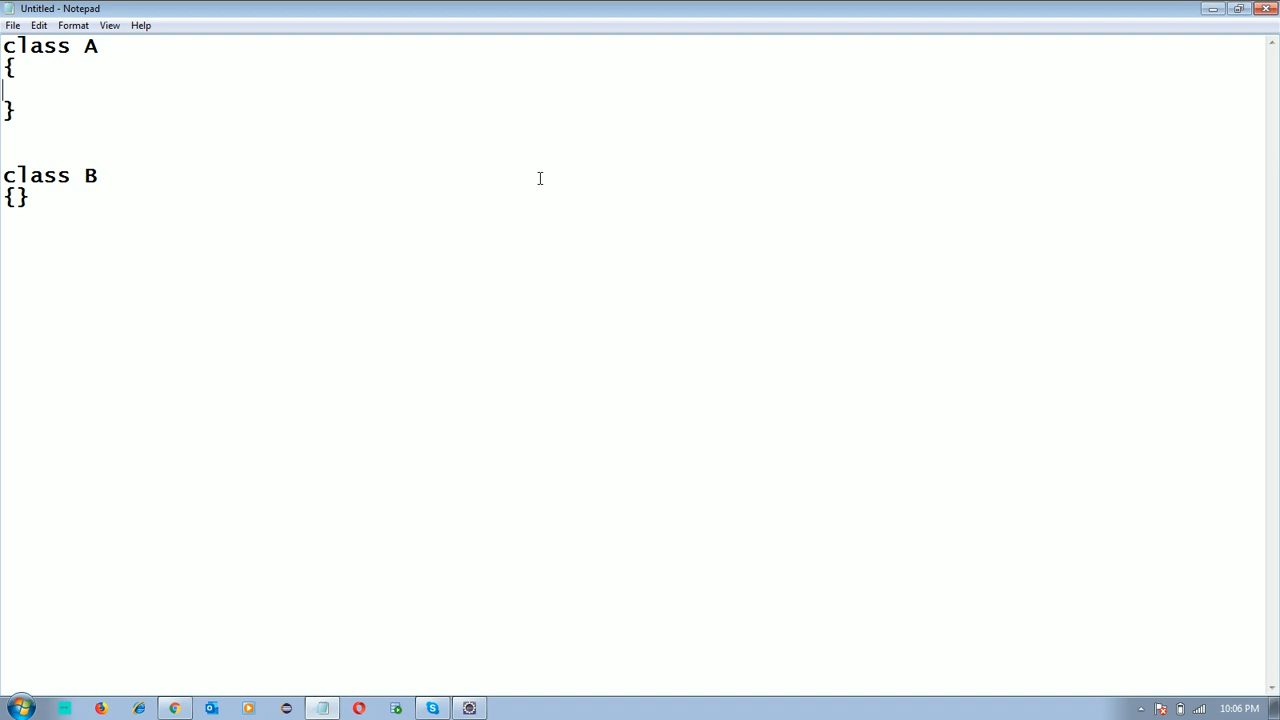 Untitled - Notepad
File Edit Format View Help
class A
{
}
class B
{}
10:06 PM